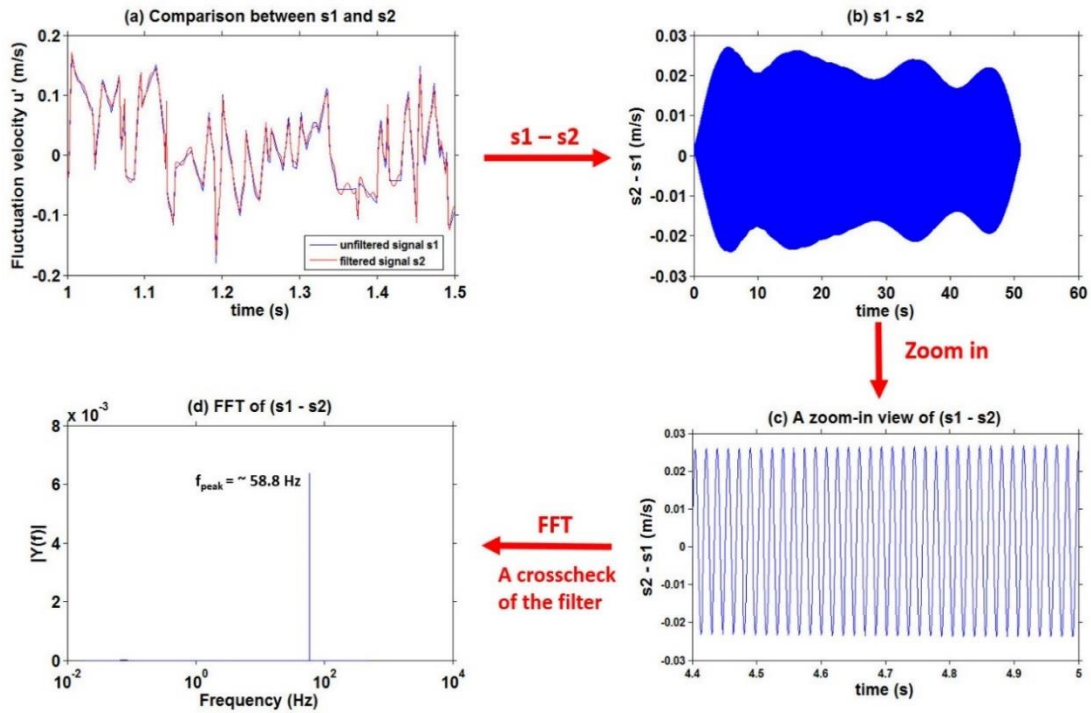 (a) Comparison between s1 and s2
Fluctuation velocity u' (m/s)
0.2
0.1
0
-0.1
-0.2
unfiltered signal s1
filtered signal s2
1
1.1
1.2
1.3
1.4
1.5
time (s)
s1 – s2
(b) s1 - s2
s2 - s1 (m/s)
0.03
0.02
0.01
0
-0.01
-0.02
-0.03
0
10
20
30
40
50
60
time (s)
Zoom in
(c) A zoom-in view of (s1 - s2)
s2 - s1 (m/s)
0.03
0.02
0.01
0
-0.01
-0.02
-0.03
4.4
4.5
4.6
4.7
4.8
4.9
5
time (s)
FFT
A crosscheck
of the filter
(d) FFT of (s1 - s2)
x 10⁻³
|Y(f)|
8
6
4
2
0
f_peak = ~ 58.8 Hz
10⁻²
10⁰
10²
10⁴
Frequency (Hz)